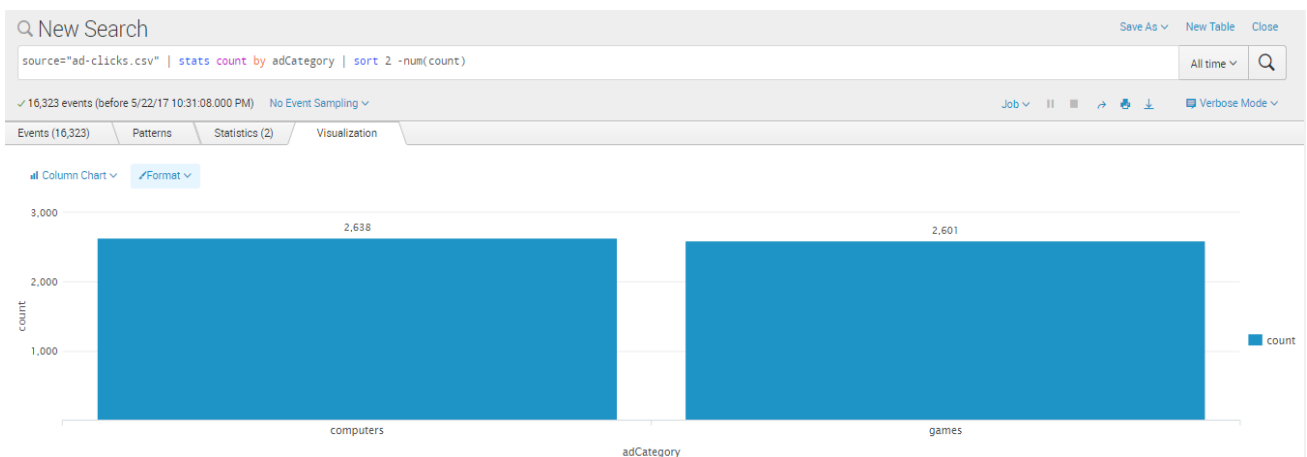 New Search
Save As New Table Close
source="ad-clicks.csv" | stats count by adCategory | sort 2 -num(count)
All time
✓ 16,323 events (before 5/22/17 10:31:08.000 PM) No Event Sampling
Job Verbose Mode
Events (16,323) Patterns Statistics (2) Visualization
Column Chart Format
3,000
2,638 2,601
2,000
count
count
1,000
computers games
adCategory